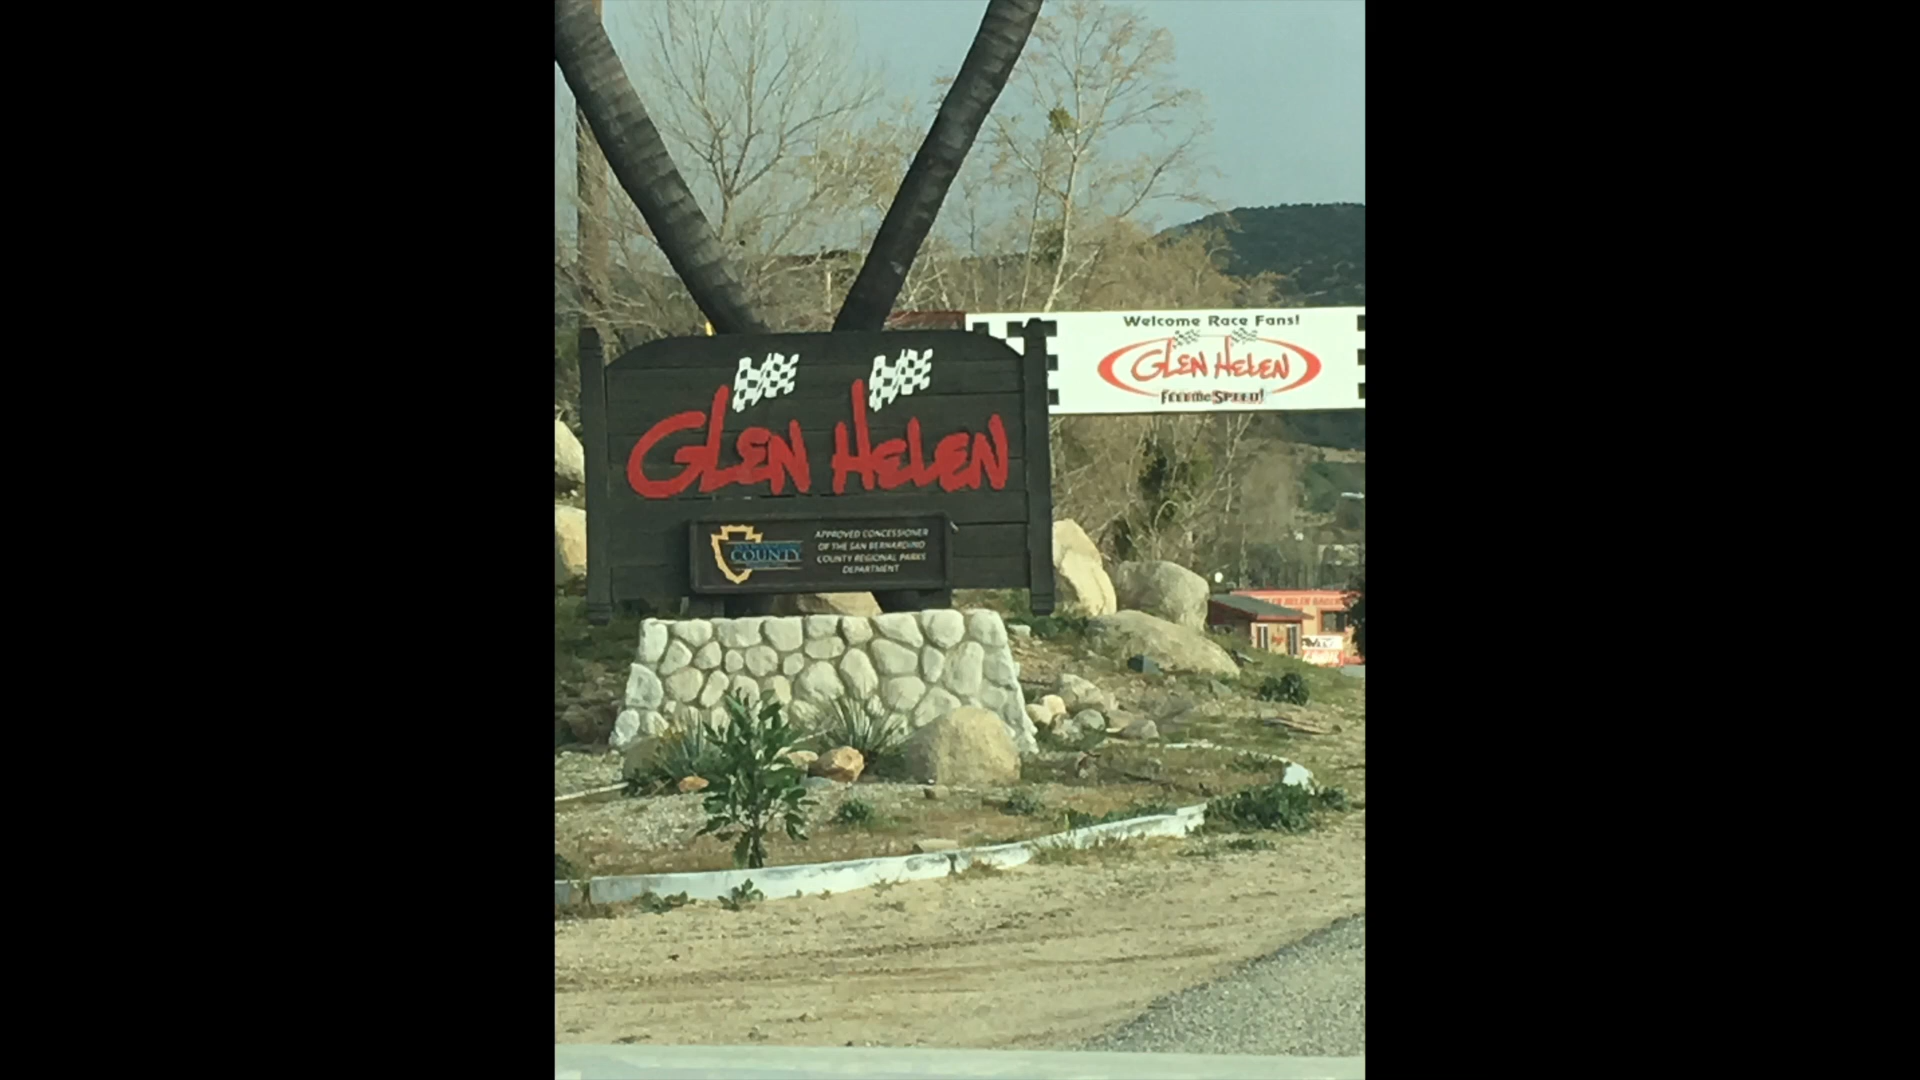 Glen Helen
COUNTY
APPROVED CONCESSIONER
OF THE SAN BERNARDINO
COUNTY REGIONAL PARKS
DEPARTMENT
Welcome Race Fans!
Glen Helen
Feel the Speed!